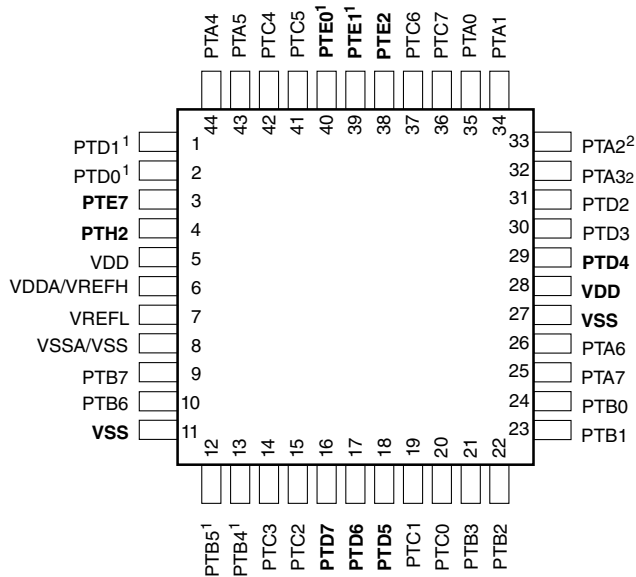 PTA4 PTA5 PTC4 PTC5 PTE0¹ PTE1¹ PTE2 PTC6 PTC7 PTA0 PTA1
44 43 42 41 40 39 38 37 36 35 34
PTD1¹ 1
PTD0¹ 2
PTE7 3
PTH2 4
VDD 5
VDDA/VREFH 6
VREFL 7
VSSA/VSS 8
PTB7 9
PTB6 10
VSS 11
33 PTA2²
32 PTA32
31 PTD2
30 PTD3
29 PTD4
28 VDD
27 VSS
26 PTA6
25 PTA7
24 PTB0
23 PTB1
12 13 14 15 16 17 18 19 20 21 22
PTB5¹ PTB4¹ PTC3 PTC2 PTD7 PTD6 PTD5 PTC1 PTC0 PTB3 PTB2